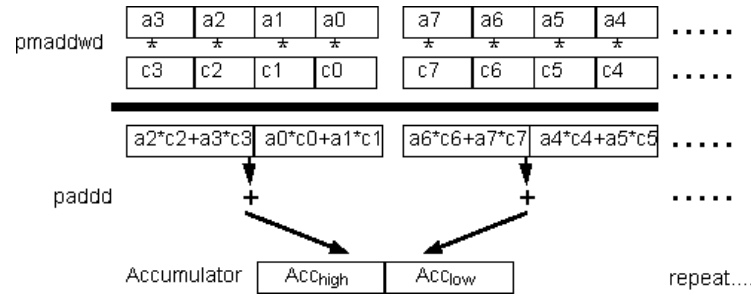 a3 a2 a1 a0 a7 a6 a5 a4 .....
pmaddwd * * * * * * * *
c3 c2 c1 c0 c7 c6 c5 c4 .....
a2*c2+a3*c3 a0*c0+a1*c1 a6*c6+a7*c7 a4*c4+a5*c5 .....
paddd + + .....
Accumulator Acchigh Acclow repeat....